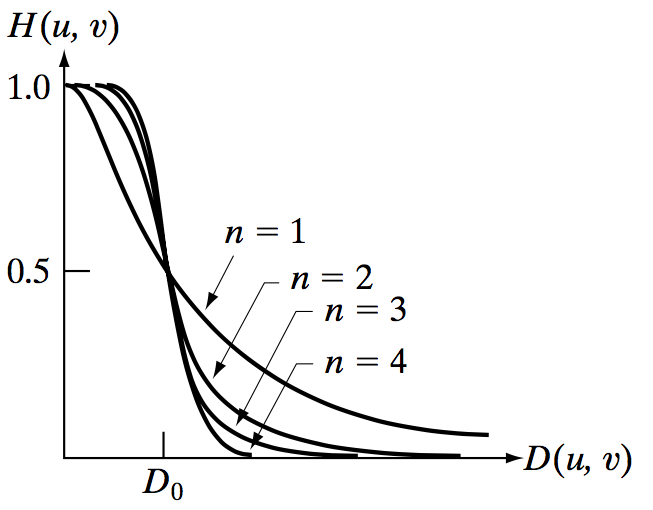 H(u, v)
1.0
n = 1
0.5
n = 2
n = 3
n = 4
D(u, v)
D₀